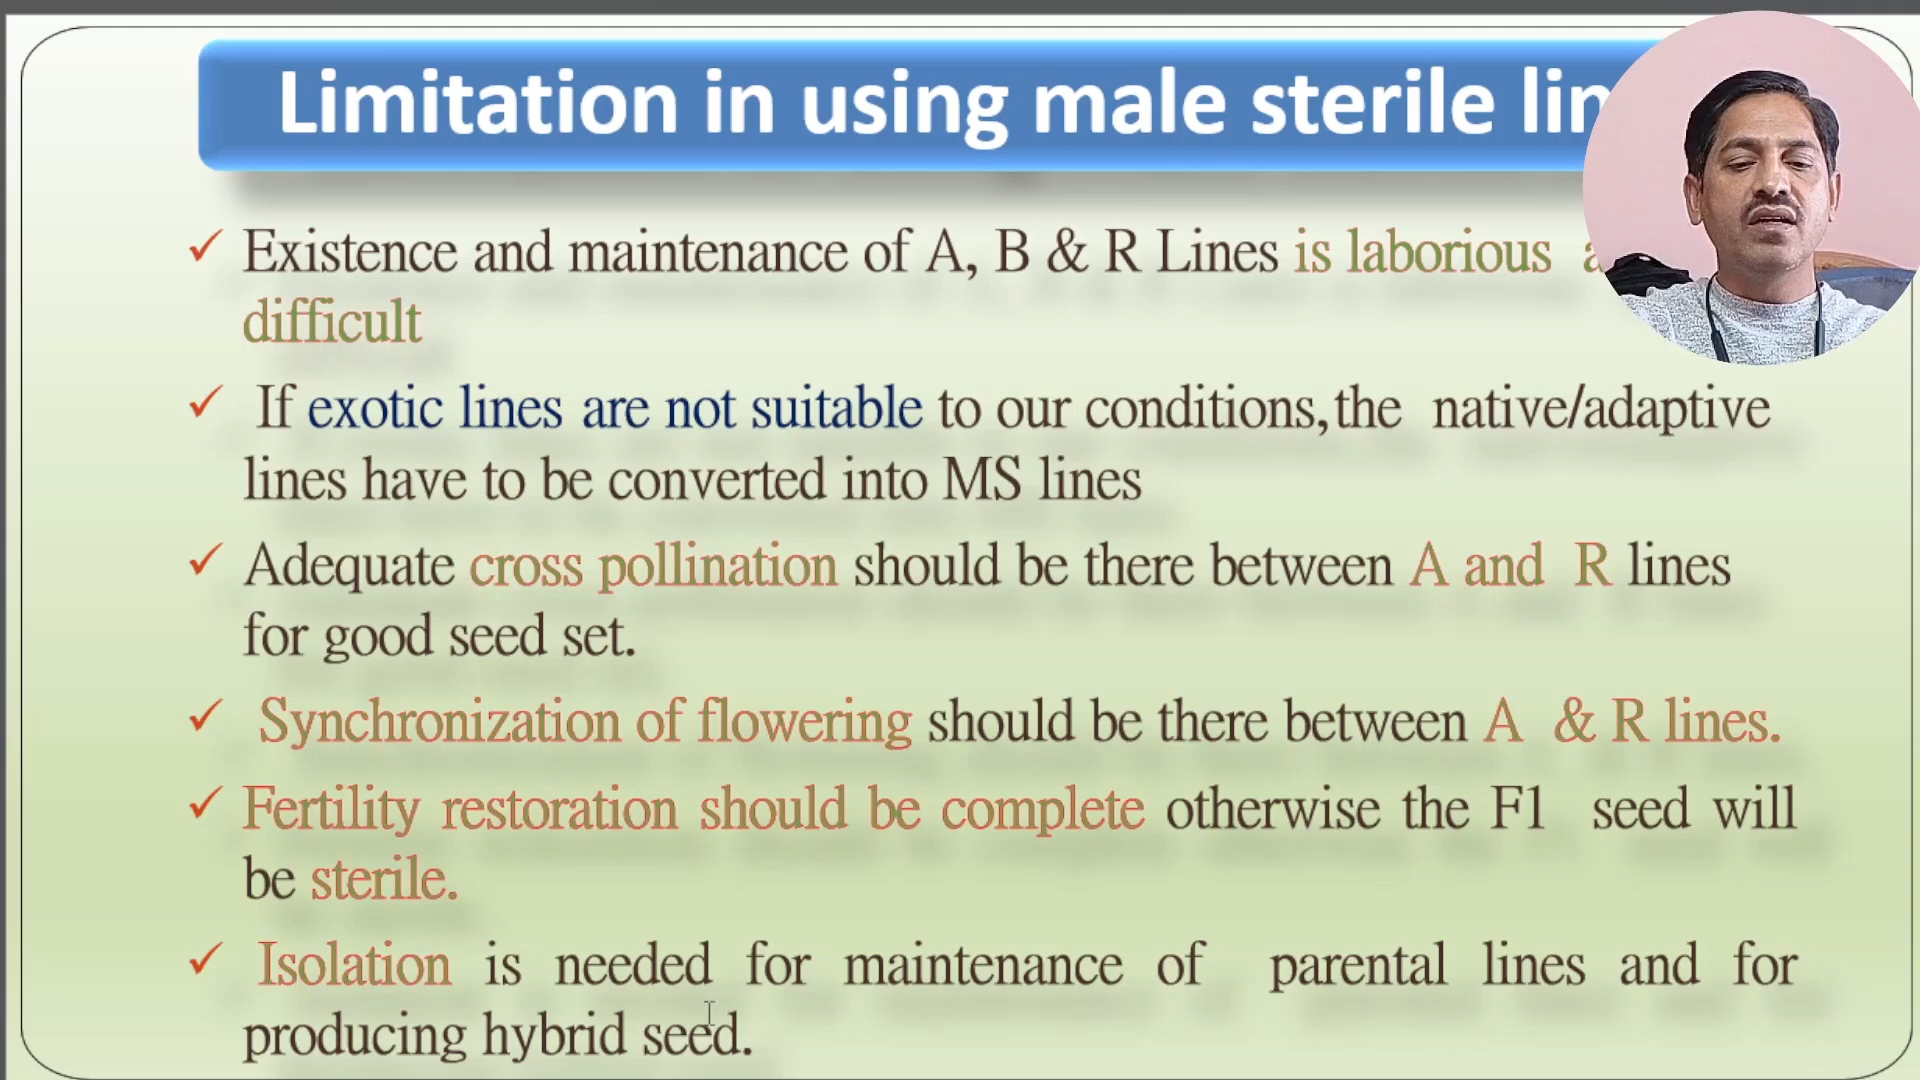 Limitation in using male sterile
Existence and maintenance of A, B & R Lines is laborious
difficult
If exotic lines are not suitable to our conditions, the native/adaptive
lines have to be converted into MS lines
Adequate cross pollination should be there between A and R lines
for good seed set.
Synchronization of flowering should be there between A & R lines.
Fertility restoration should be complete otherwise the F1 seed will
be sterile.
Isolation is needed for maintenance of parental lines and for
producing hybrid seed.